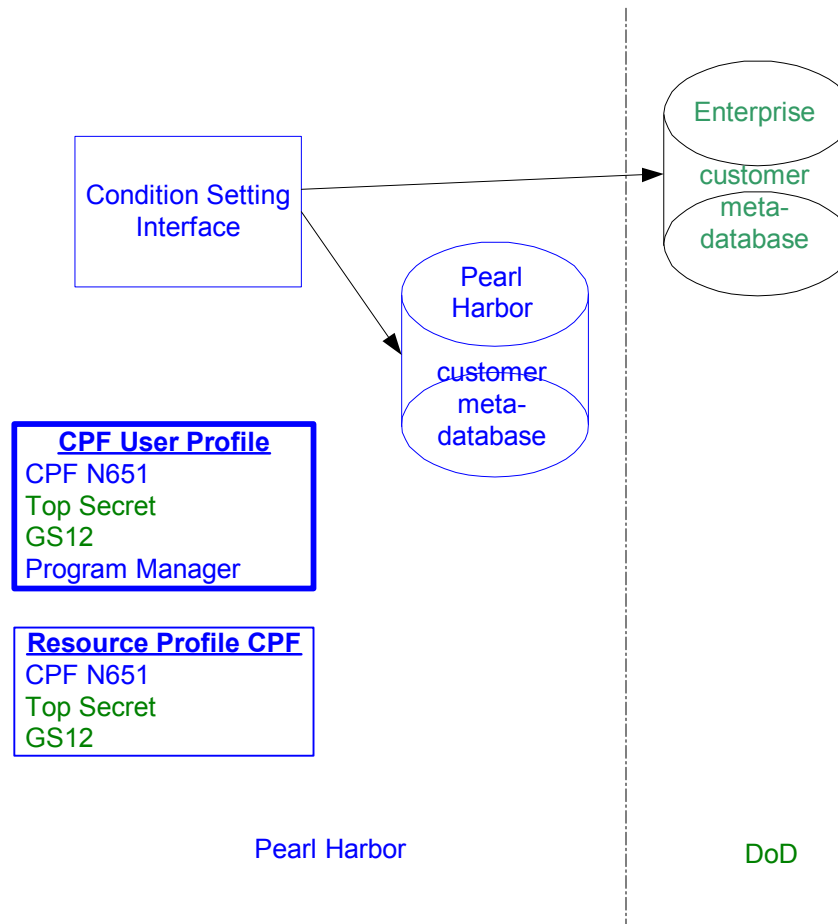 Enterprise
customer
meta-
database
Condition Setting
Interface
Pearl
Harbor
customer
meta-
database
CPF User Profile
CPF N651
Top Secret
GS12
Program Manager
Resource Profile CPF
CPF N651
Top Secret
GS12
Pearl Harbor
DoD